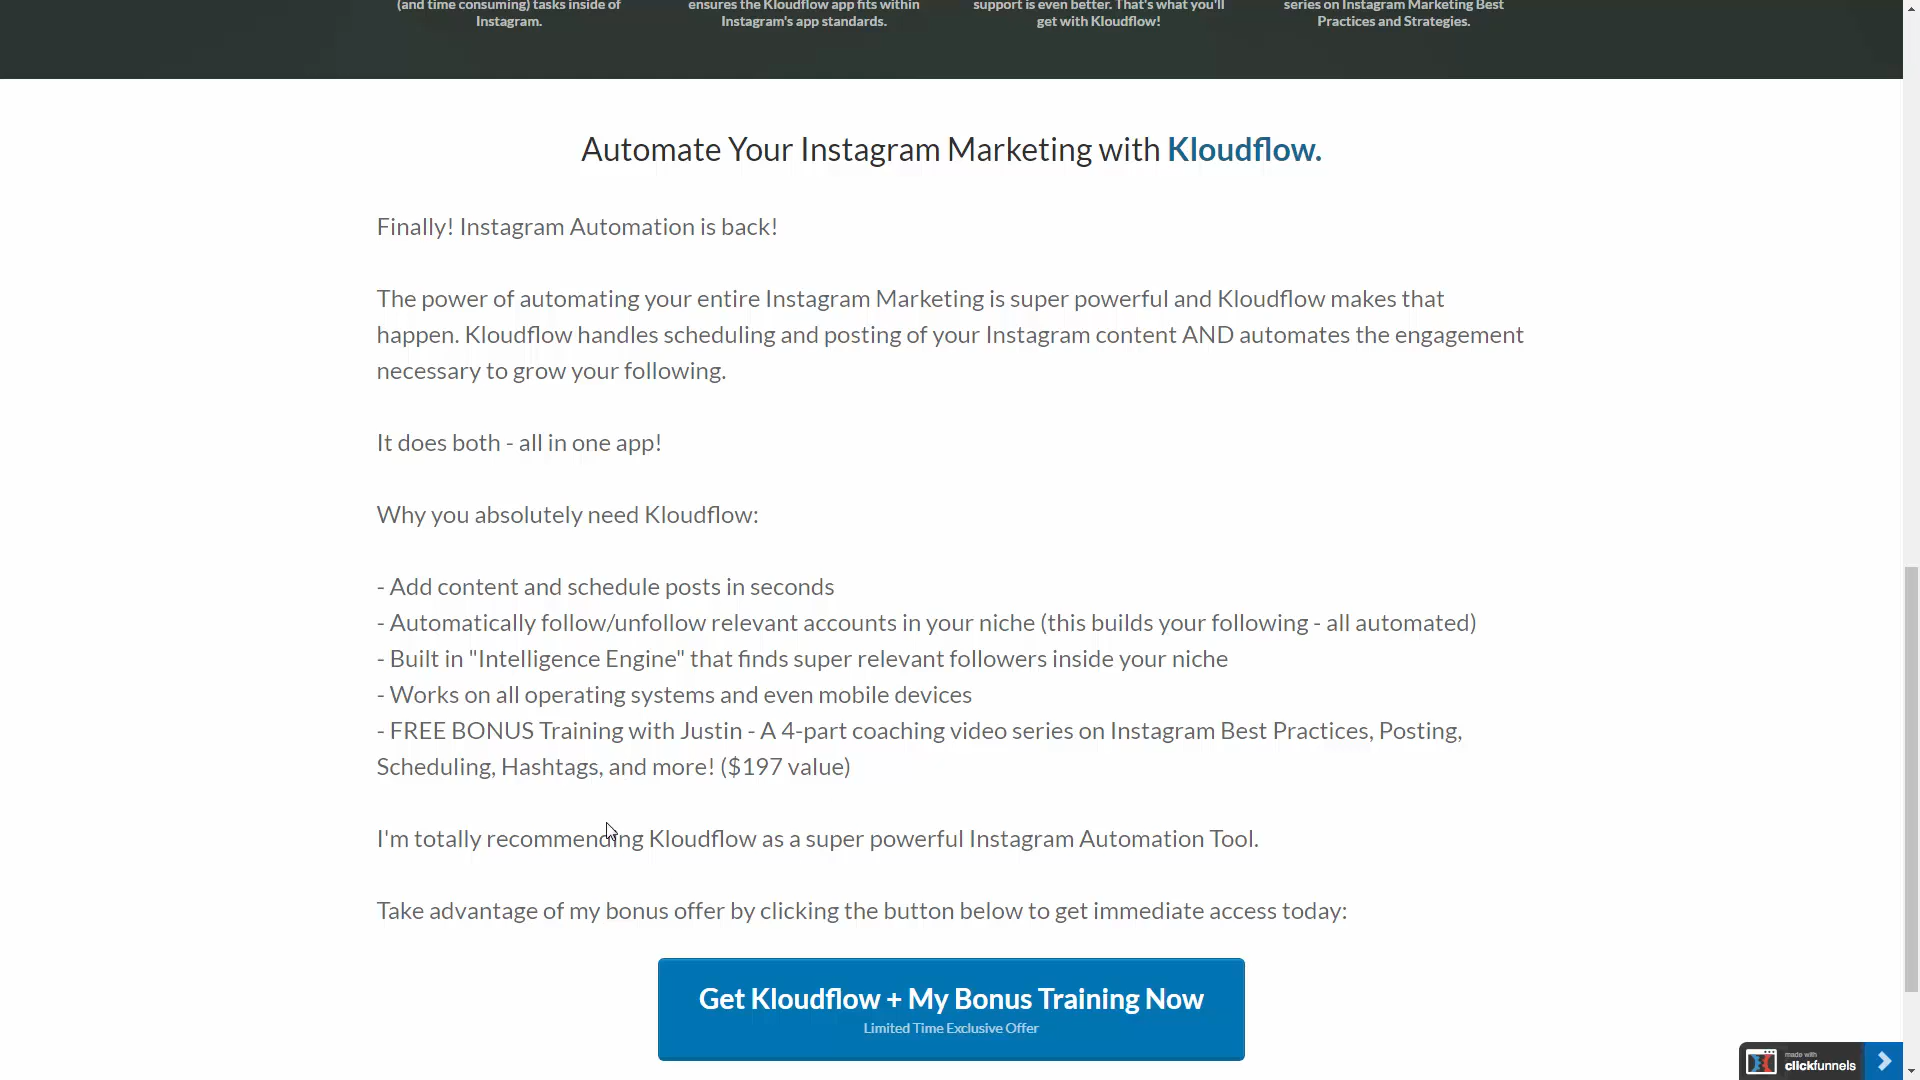 (and time consuming) tasks inside of
Instagram.
ensures the Kloudflow app fits within
Instagram's app standards.
support is even better. That's what you'll
get with Kloudflow!
series on Instagram Marketing Best
Practices and Strategies.
Automate Your Instagram Marketing with Kloudflow.
Finally! Instagram Automation is back!
The power of automating your entire Instagram Marketing is super powerful and Kloudflow makes that
happen. Kloudflow handles scheduling and posting of your Instagram content AND automates the engagement
necessary to grow your following.
It does both - all in one app!
Why you absolutely need Kloudflow:
- Add content and schedule posts in seconds
- Automatically follow/unfollow relevant accounts in your niche (this builds your following - all automated)
- Built in "Intelligence Engine" that finds super relevant followers inside your niche
- Works on all operating systems and even mobile devices
- FREE BONUS Training with Justin - A 4-part coaching video series on Instagram Best Practices, Posting,
Scheduling, Hashtags, and more! ($197 value)
I'm totally recommending Kloudflow as a super powerful Instagram Automation Tool.
Take advantage of my bonus offer by clicking the button below to get immediate access today:
Get Kloudflow + My Bonus Training Now
Limited Time Exclusive Offer
made with
clickfunnels